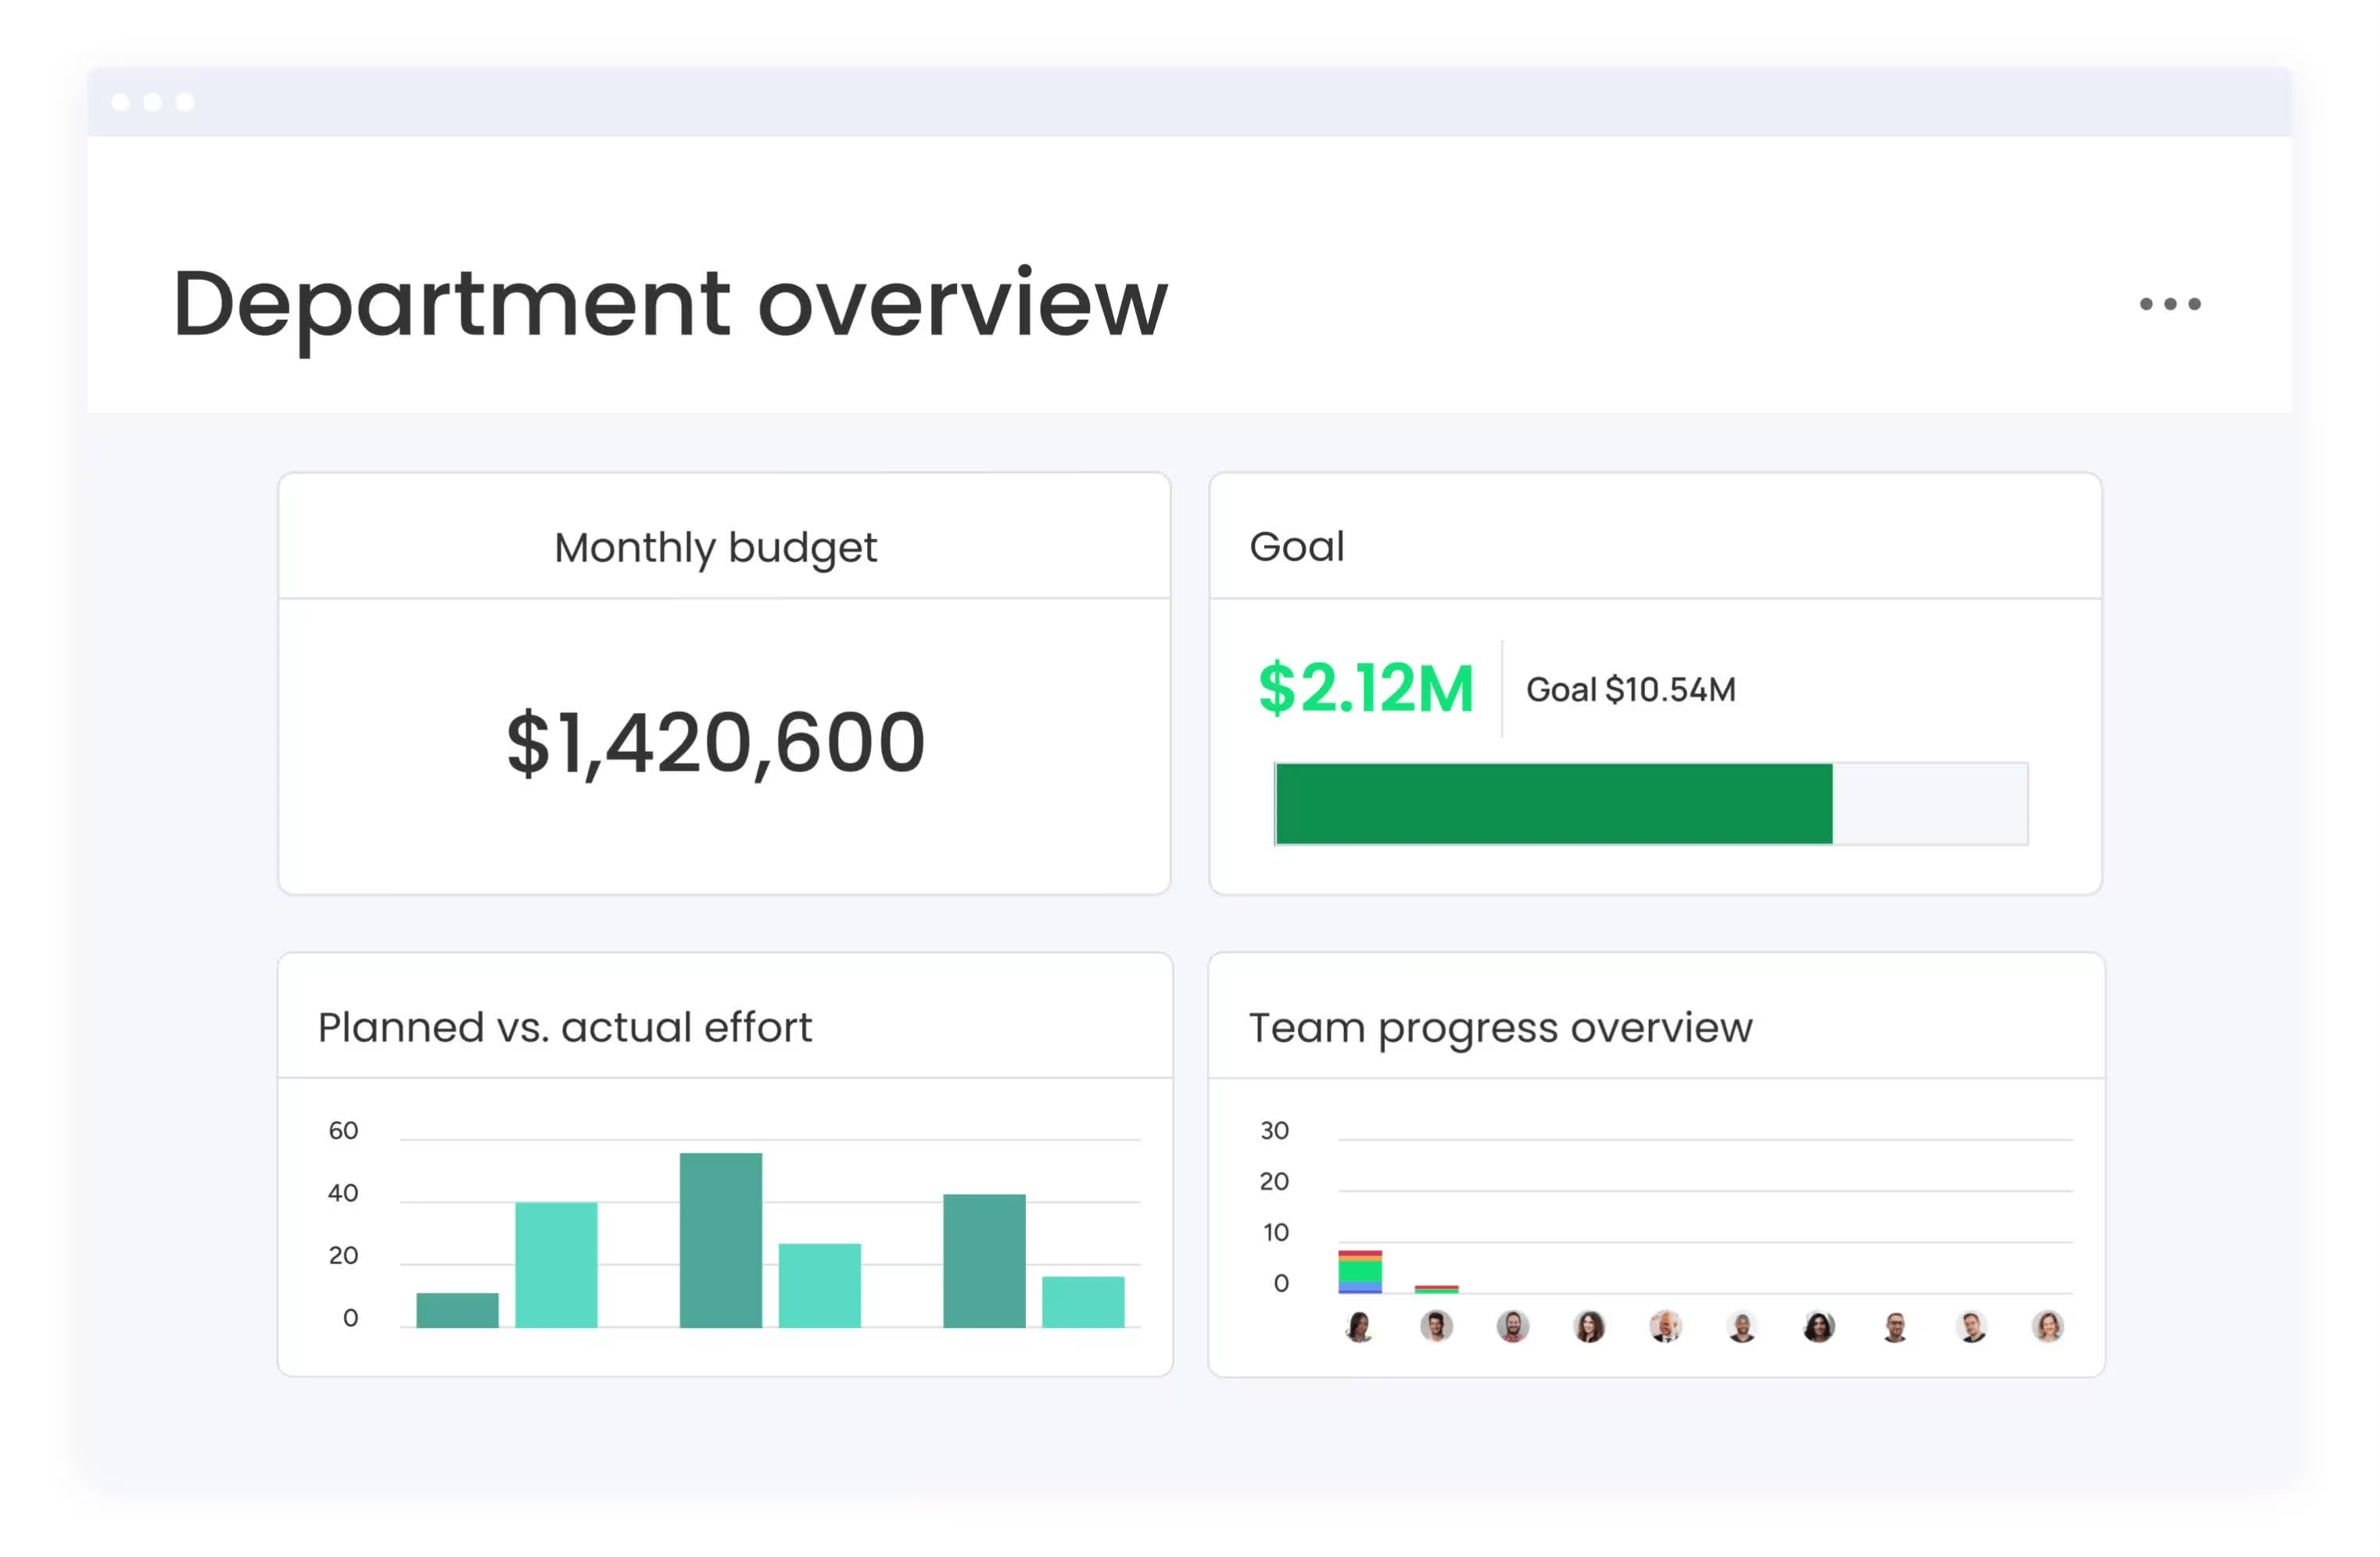 Department overview
Monthly budget
$1,420,600
Goal
$2.12M
Goal $10.54M
Planned vs. actual effort
60
40
20
0
Team progress overview
30
20
10
0